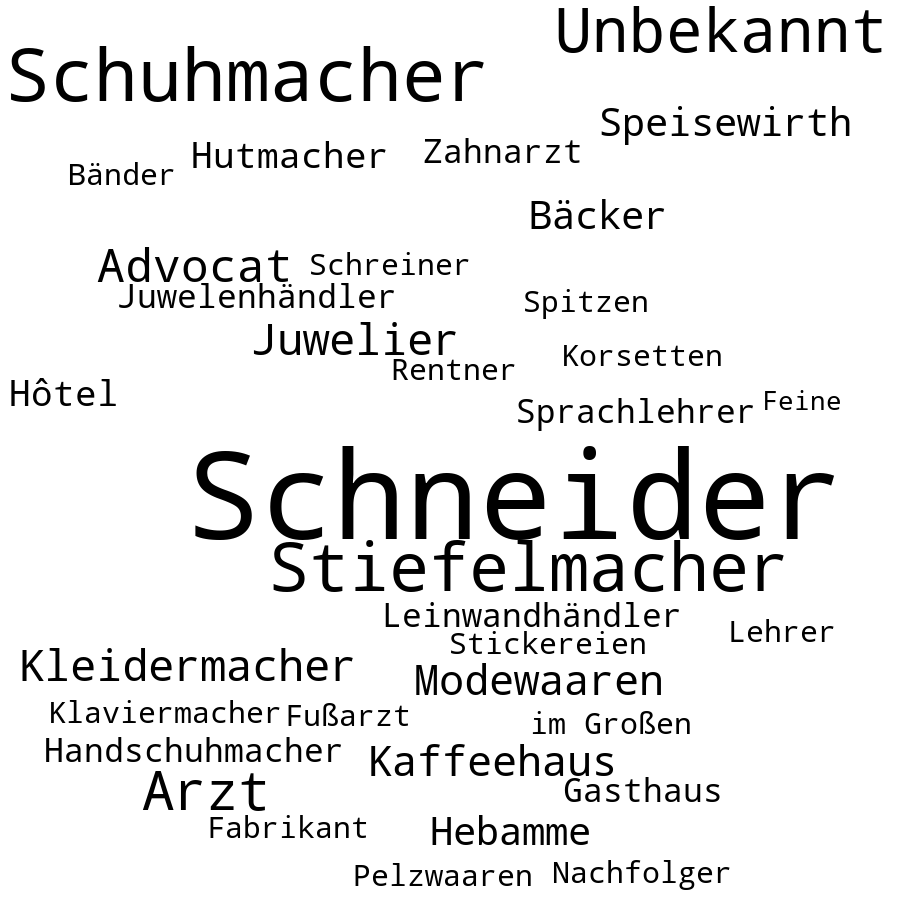 Unbekannt
Schuhmacher
Speisewirth
Hutmacher
Zahnarzt
Bänder
Bäcker
Advocat
Schreiner
Juwelenhändler
Spitzen
Juwelier
Korsetten
Rentner
Hôtel
Sprachlehrer
Feine
Schneider
Stiefelmacher
Leinwandhändler
Lehrer
Stickereien
Kleidermacher
Modewaaren
Klaviermacher
Fußarzt
im Großen
Handschuhmacher
Kaffeehaus
Arzt
Gasthaus
Fabrikant
Hebamme
Pelzwaaren
Nachfolger